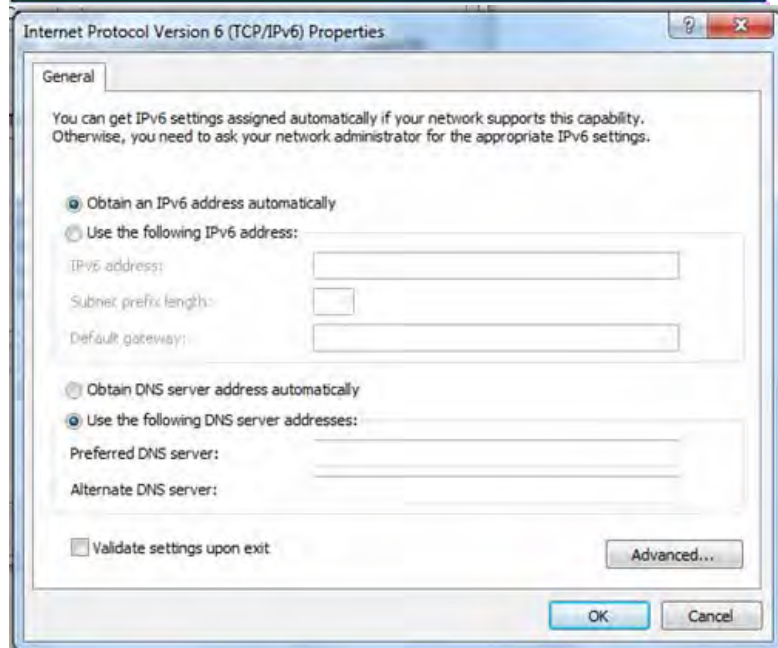 Internet Protocol Version 6 (TCP/IPv6) Properties
General
You can get IPv6 settings assigned automatically if your network supports this capability.
Otherwise, you need to ask your network administrator for the appropriate IPv6 settings.
Obtain an IPv6 address automatically
Use the following IPv6 address:
IPv6 address:
Subnet prefix length:
Default gateway:
Obtain DNS server address automatically
Use the following DNS server addresses:
Preferred DNS server:
Alternate DNS server:
Validate settings upon exit
Advanced...
OK
Cancel